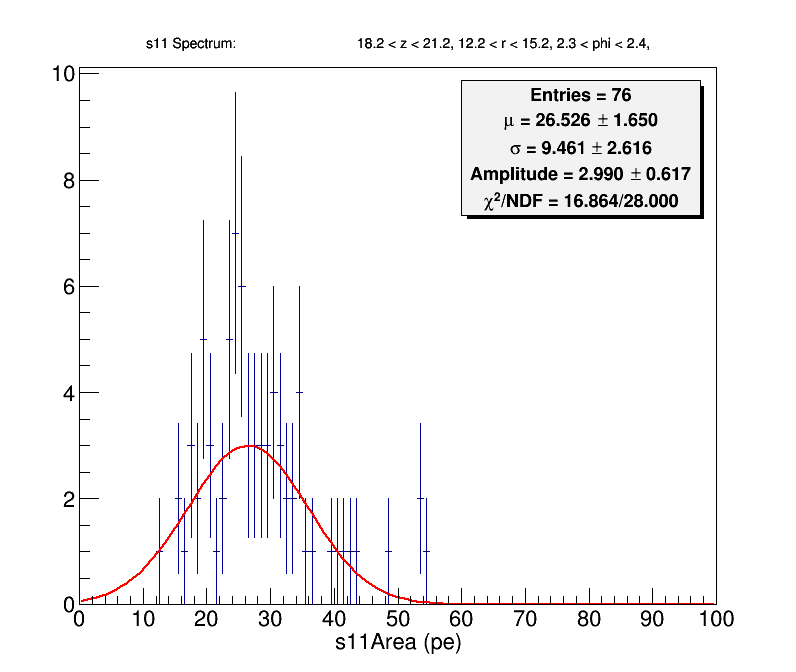 s11 Spectrum: 18.2 < z < 21.2, 12.2 < r < 15.2, 2.3 < phi < 2.4,
Entries = 76
μ = 26.526 ± 1.650
σ = 9.461 ± 2.616
Amplitude = 2.990 ± 0.617
χ²/NDF = 16.864/28.000
10
8
6
4
2
0
0 10 20 30 40 50 60 70 80 90 100
s11Area (pe)